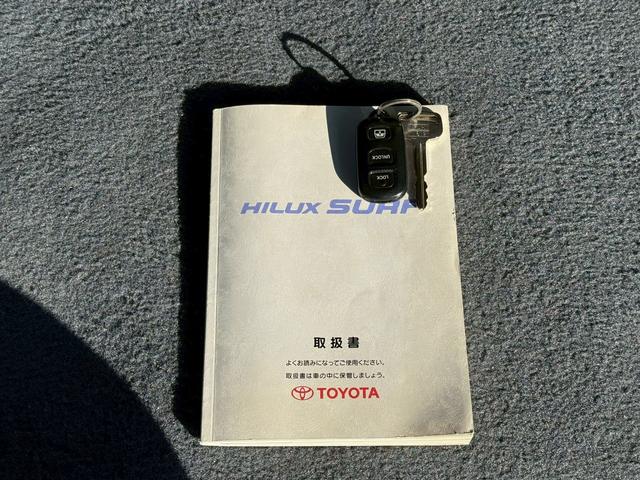 UNLOCK
LOCK
HILUX SURF
取扱書
よくお読みになってご使用ください。
取扱書は車の中に保管しましょう。
TOYOTA